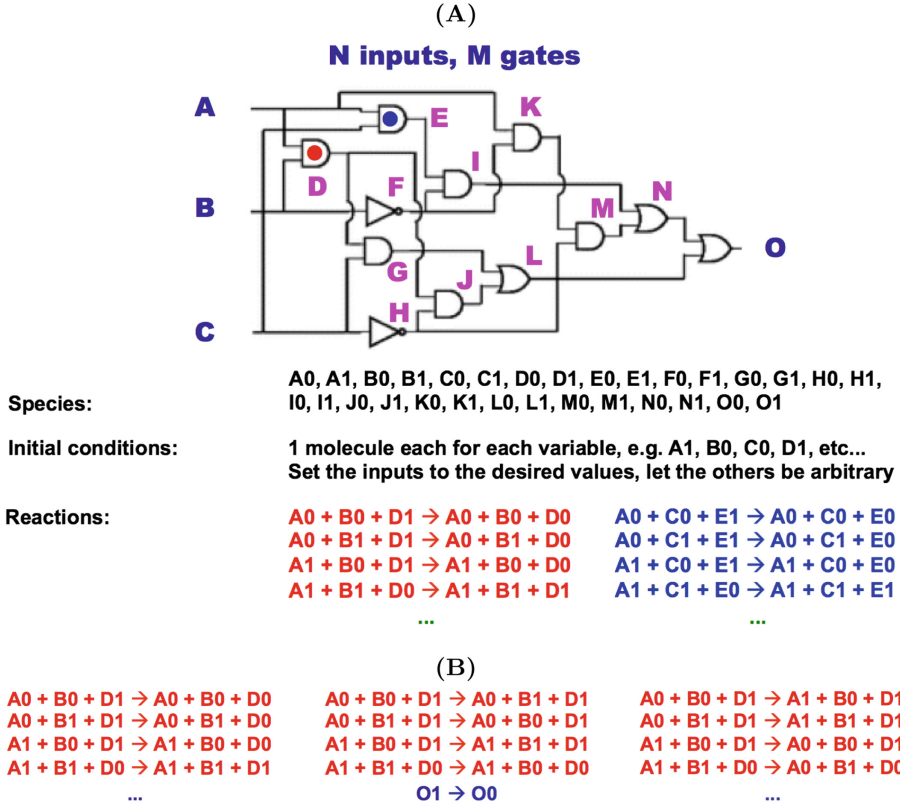 (A)
N inputs, M gates
A
K
E
I
D
F
N
B
M
O
G
L
J
H
C
Species:
A0, A1, B0, B1, C0, C1, D0, D1, E0, E1, F0, F1, G0, G1, H0, H1,
I0, I1, J0, J1, K0, K1, L0, L1, M0, M1, N0, N1, O0, O1
Initial conditions:
1 molecule each for each variable, e.g. A1, B0, C0, D1, etc...
Set the inputs to the desired values, let the others be arbitrary
Reactions:
A0 + B0 + D1 → A0 + B0 + D0
A0 + B1 + D1 → A0 + B1 + D0
A1 + B0 + D1 → A1 + B0 + D0
A1 + B1 + D0 → A1 + B1 + D1
...
A0 + C0 + E1 → A0 + C0 + E0
A0 + C1 + E1 → A0 + C1 + E0
A1 + C0 + E1 → A1 + C0 + E0
A1 + C1 + E0 → A1 + C1 + E1
...
(B)
A0 + B0 + D1 → A0 + B0 + D0
A0 + B1 + D1 → A0 + B1 + D0
A1 + B0 + D1 → A1 + B0 + D0
A1 + B1 + D0 → A1 + B1 + D1
...
A0 + B0 + D1 → A0 + B1 + D1
A0 + B1 + D1 → A0 + B0 + D1
A1 + B0 + D1 → A1 + B1 + D1
A1 + B1 + D0 → A1 + B0 + D0
O1 → O0
A0 + B0 + D1 → A1 + B0 + D1
A0 + B1 + D1 → A1 + B1 + D1
A1 + B0 + D1 → A0 + B0 + D1
A1 + B1 + D0 → A0 + B1 + D0
...